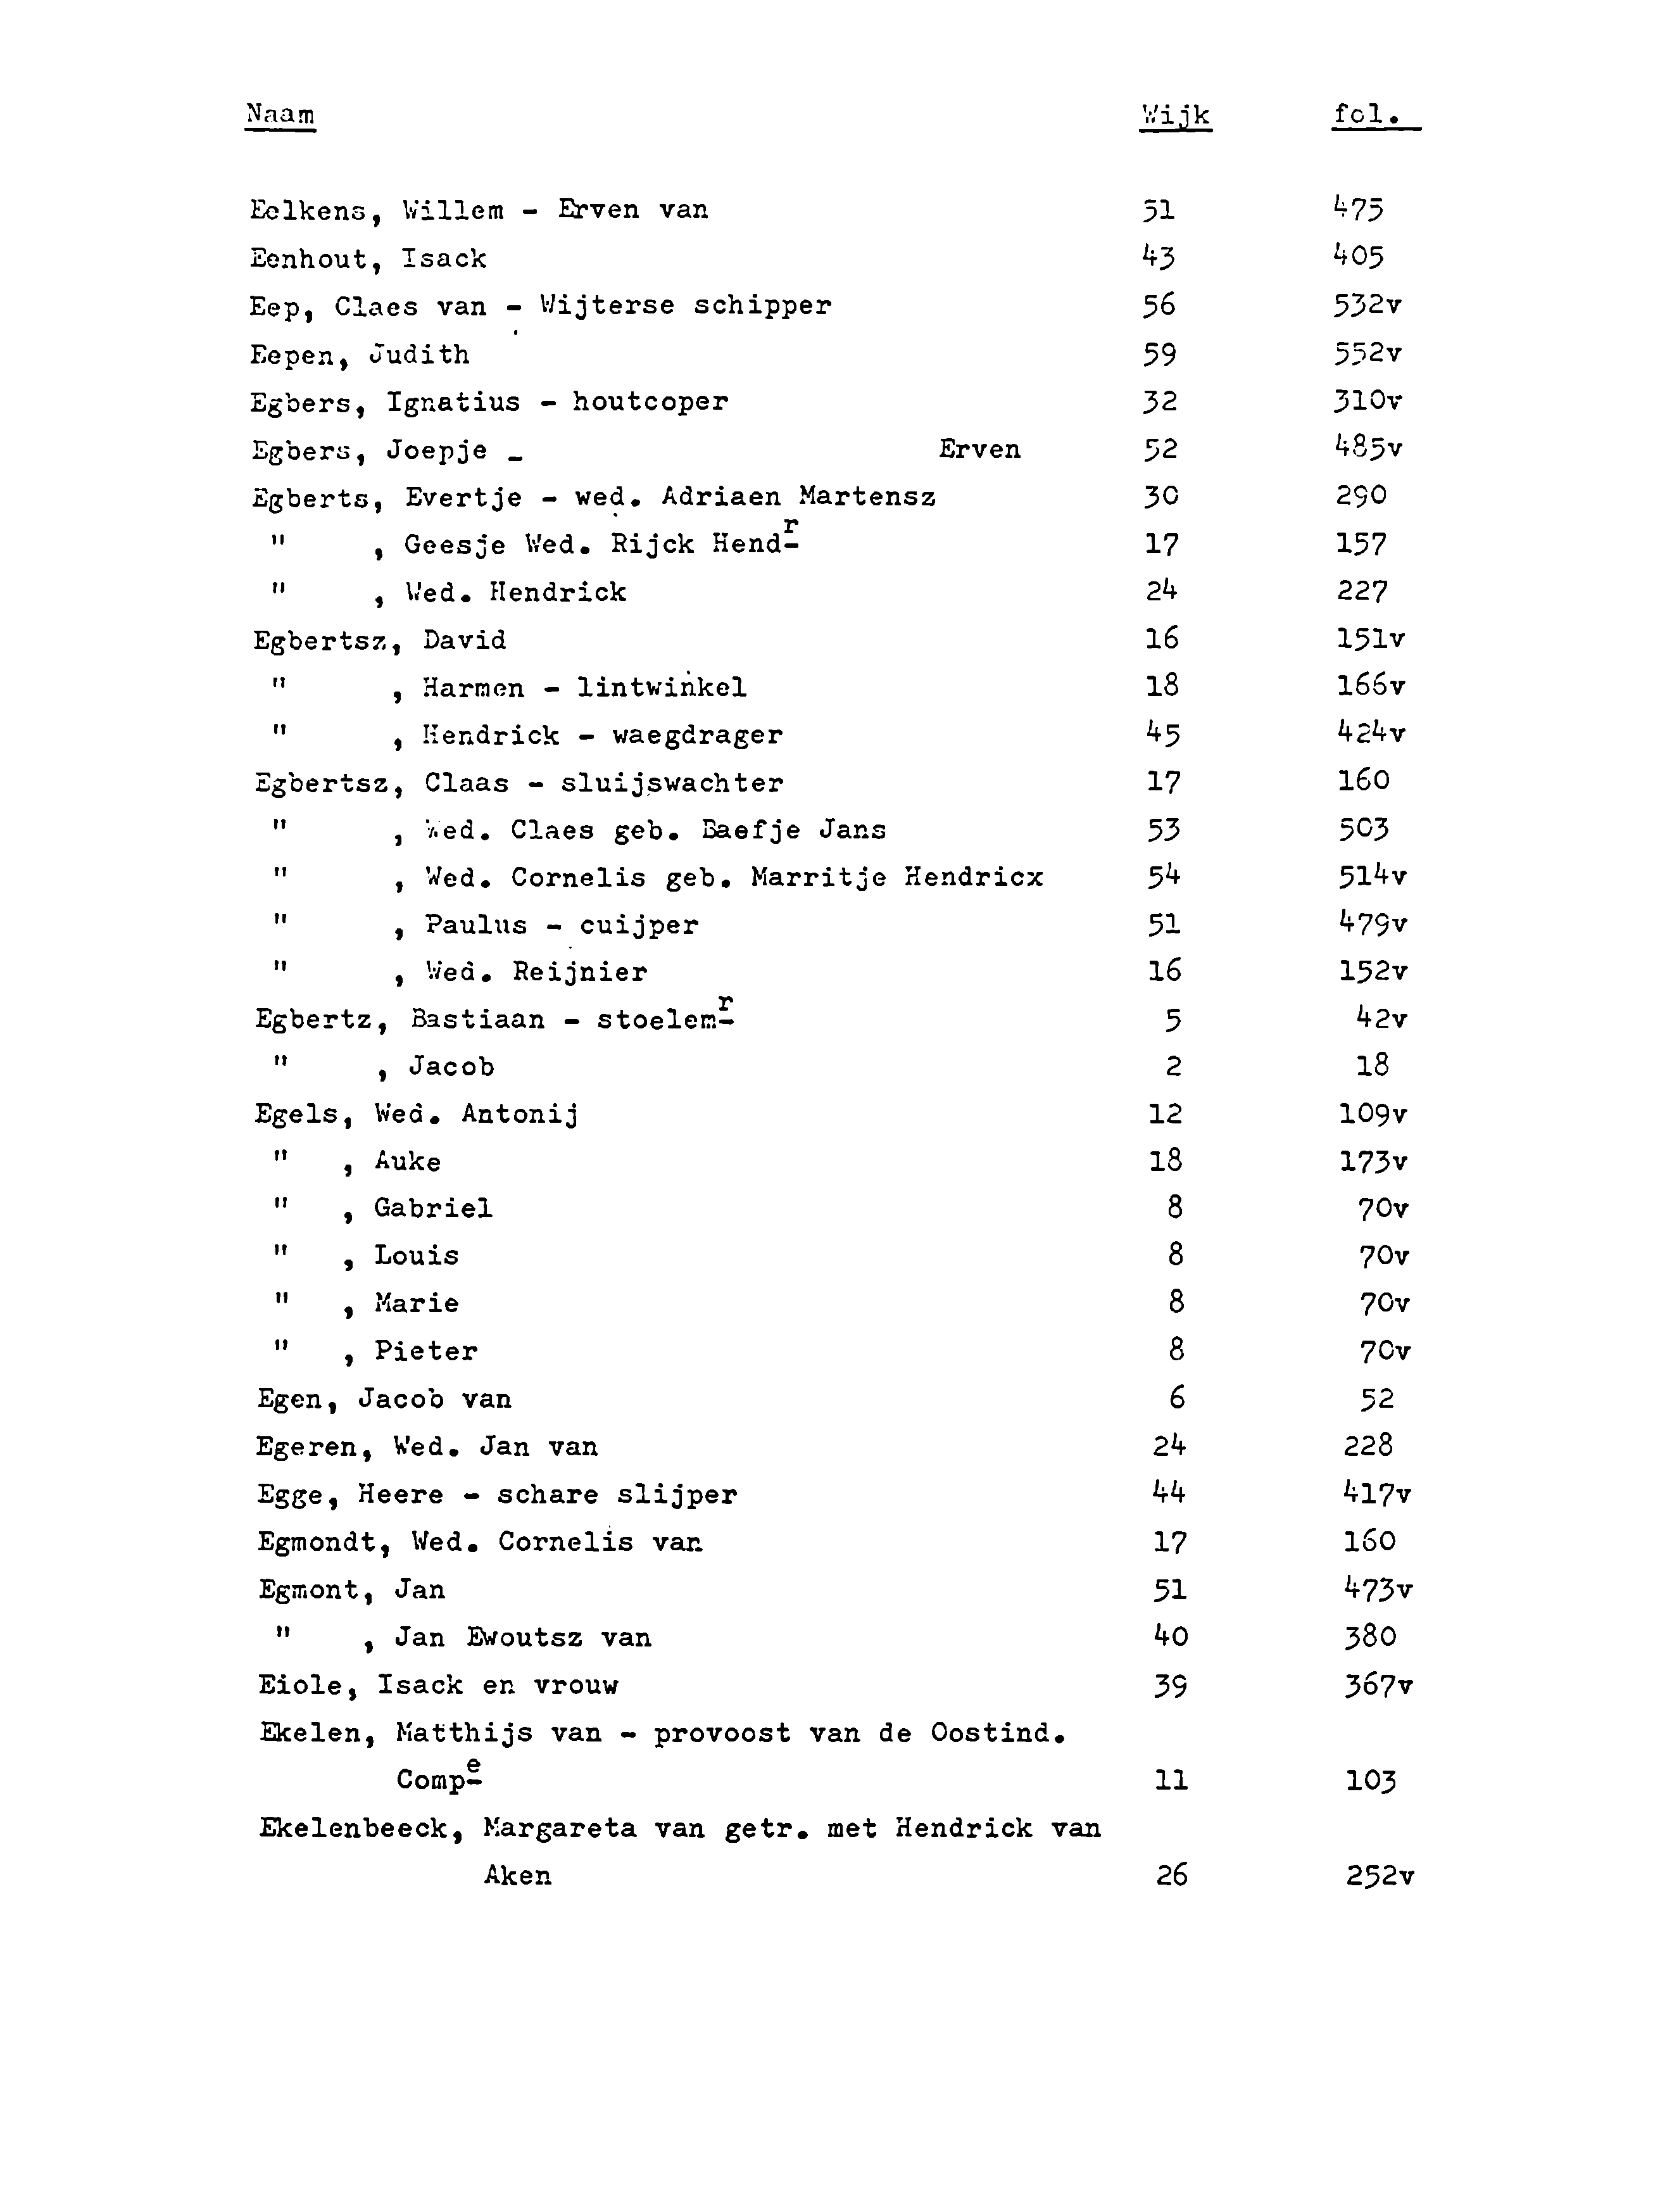 Naam Wijk fol.
Eelkens, Willem - Erven van 51 475
Eenhout, Isack 43 405
Eep, Claes van - Wijterse schipper 56 532v
Eepen, Judith 59 552v
Egbers, Ignatius - houtcoper 32 310v
Egbers, Joepje - Erven 52 485v
Egberts, Evertje - wed. Adriaen Martensz 30 290
" , Geesje Wed. Rijck Hendr 17 157
" , Wed. Hendrick 24 227
Egbertsz, David 16 151v
" , Harmen - lintwinkel 18 166v
" , Hendrick - waegdrager 45 424v
Egbertsz, Claas - sluijswachter 17 160
" , Wed. Claes geb. Baefje Jans 53 503
" , Wed. Cornelis geb. Marritje Hendricx 54 514v
" , Paulus - cuijper 51 479v
" , Wed. Reijnier 16 152v
Egbertz, Bastiaan - stoelemr 5 42v
" , Jacob 2 18
Egels, Wed. Antonij 12 109v
" , Auke 18 173v
" , Gabriel 8 70v
" , Louis 8 70v
" , Marie 8 70v
" , Pieter 8 70v
Egen, Jacob van 6 52
Egeren, Wed. Jan van 24 228
Egge, Heere - schare slijper 44 417v
Egmondt, Wed. Cornelis van 17 160
Egmont, Jan 51 473v
" , Jan Ewoutsz van 40 380
Eiole, Isack en vrouw 39 367v
Ekelen, Matthijs van - provoost van de Oostind.
Compe 11 103
Ekelenbeeck, Margareta van getr. met Hendrick van
Aken 26 252v